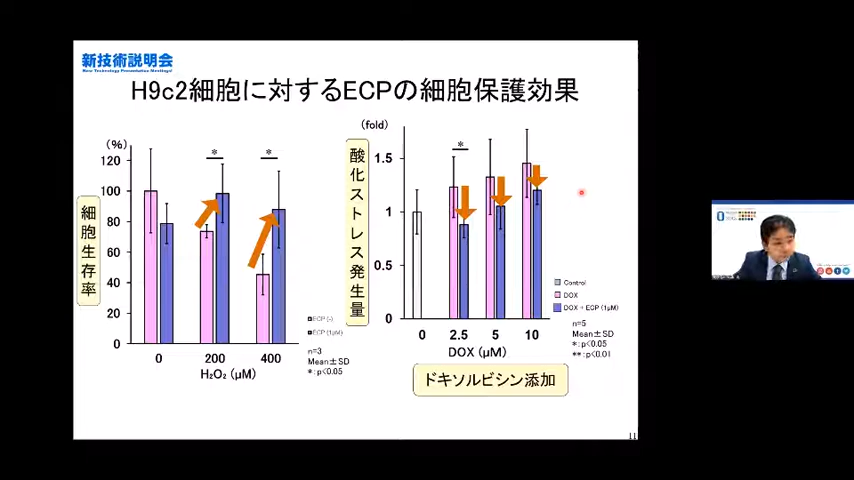 新技術説明会
New Technology Presentation Meetings!
H9c2細胞に対するECPの細胞保護効果
(%)
120
100
80
60
40
20
0
細胞生存率
*
*
0
200
400
H₂O₂ (μM)
ECP (-)
ECP (1μM)
n=3
Mean±SD
*: p<0.05
(fold)
酸化ストレス発生量
1.5
1
0.5
0
*
0
2.5
5
10
DOX (μM)
Control
DOX
DOX + ECP (1μM)
n=5
Mean±SD
*: p<0.05
**: p<0.01
ドキソルビシン添加
11